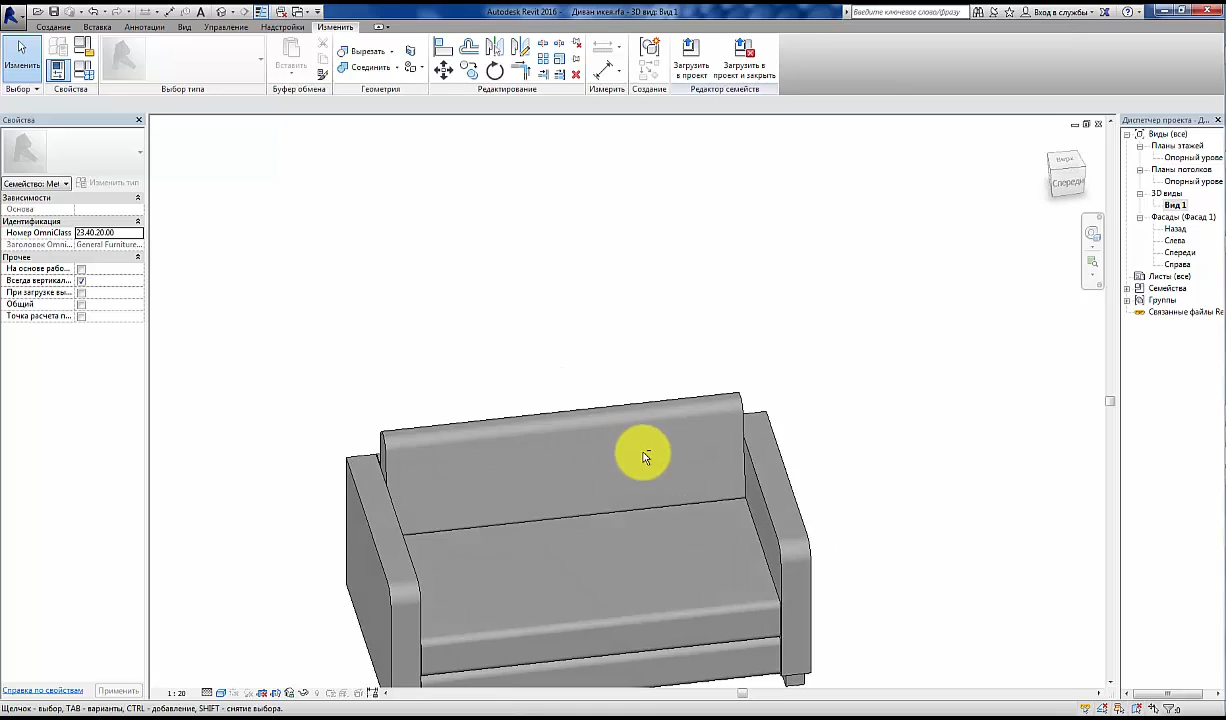 Autodesk Revit 2016 - Диван икея.rfa - 3D вид: Вид 1
Введите ключевое слово/фразу
Вход в службы
Создание Вставка Аннотации Вид Управление Надстройки Изменить
Изменить
Вставить
Вырезать
Соединить
Загрузить в проект
Загрузить в проект и закрыть
Выбор Свойства Выбор типа Буфер обмена Геометрия Редактирование Измерить Создание Редактор семейств
Свойства
Семейство: Me
Изменить тип
Зависимости
Основа
Идентификация
Номер OmniClass 23.40.20.00
Заголовок Omni... General Furniture...
Прочее
На основе рабо...
Всегда вертикал...
При загрузке вы...
Общий
Точка расчета п...
Справка по свойствам
Применить
Верх
Спереди
Диспетчер проекта - Д...
Виды (все)
Планы этажей
Опорный урове
Планы потолков
Опорный урове
3D виды
Вид 1
Фасады (Фасад 1)
Назад
Слева
Спереди
Справа
Листы (все)
Семейства
Группы
Связанные файлы Re
1 : 20
Щелчок - выбор, TAB - варианты, CTRL - добавление, SHIFT - снятие выбора.
:0